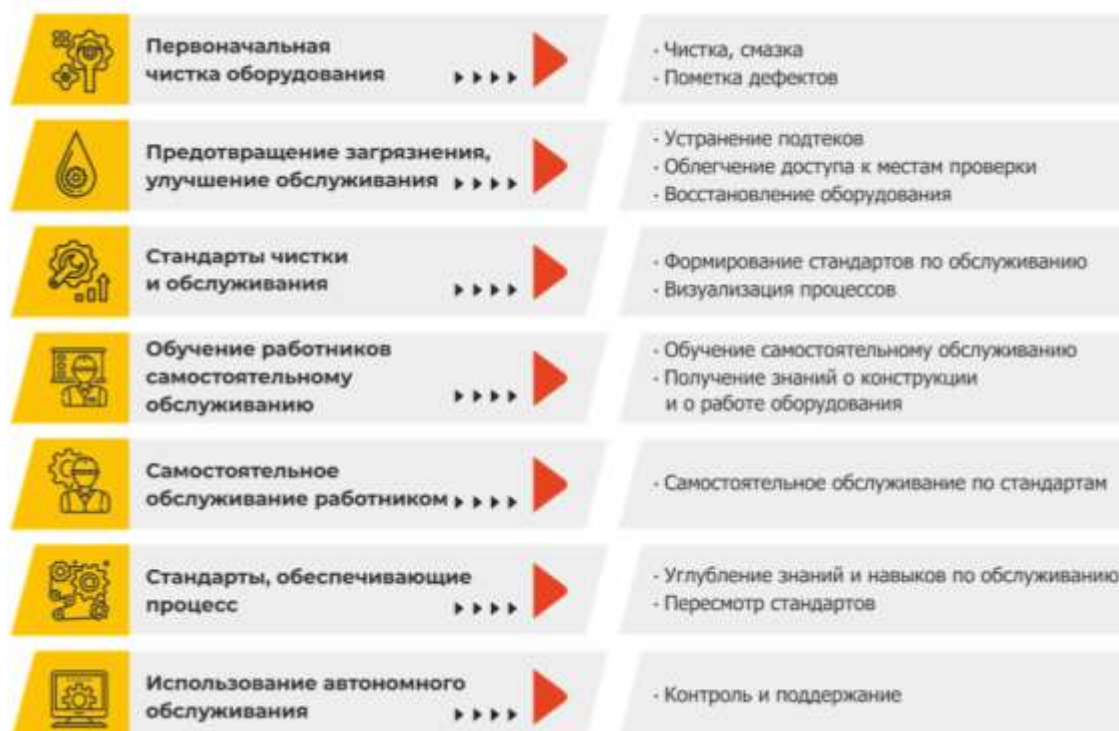 Первоначальная
чистка оборудования
· Чистка, смазка
· Пометка дефектов
Предотвращение загрязнения,
улучшение обслуживания
· Устранение подтеков
· Облегчение доступа к местам проверки
· Восстановление оборудования
Стандарты чистки
и обслуживания
· Формирование стандартов по обслуживанию
· Визуализация процессов
Обучение работников
самостоятельному
обслуживанию
· Обучение самостоятельному обслуживанию
· Получение знаний о конструкции
и о работе оборудования
Самостоятельное
обслуживание работником
· Самостоятельное обслуживание по стандартам
Стандарты, обеспечивающие
процесс
· Углубление знаний и навыков по обслуживанию
· Пересмотр стандартов
Использование автономного
обслуживания
· Контроль и поддержание